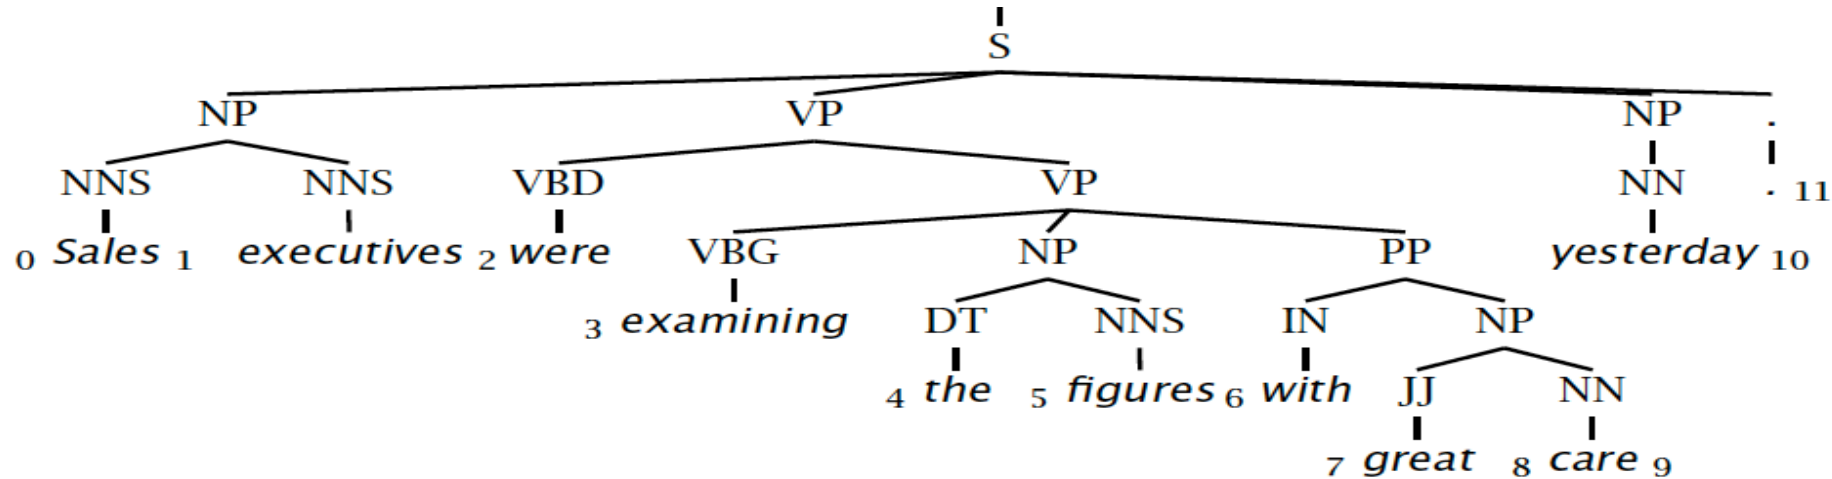 S
NP VP NP .
NNS NNS VBD VP NN . 11
0 Sales 1 executives 2 were VBG NP PP yesterday 10
3 examining DT NNS IN NP
4 the 5 figures 6 with JJ NN
7 great 8 care 9